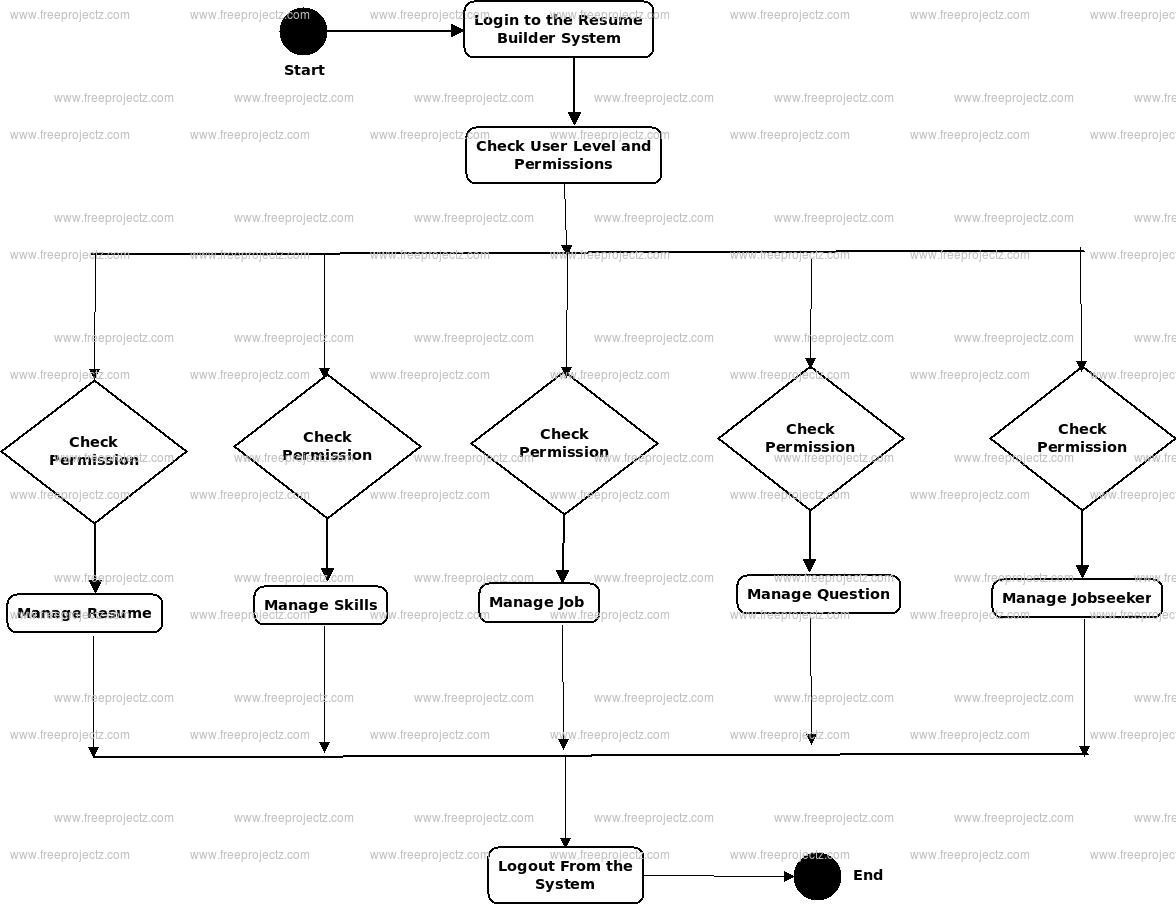 Login to the Resume
Builder System
Start
Check User Level and
Permissions
Check
Permission
Check
Permission
Check
Permission
Check
Permission
Check
Permission
Manage Resume
Manage Skills
Manage Job
Manage Question
Manage Jobseeker
Logout From the
System
End
www.freeprojectz.com